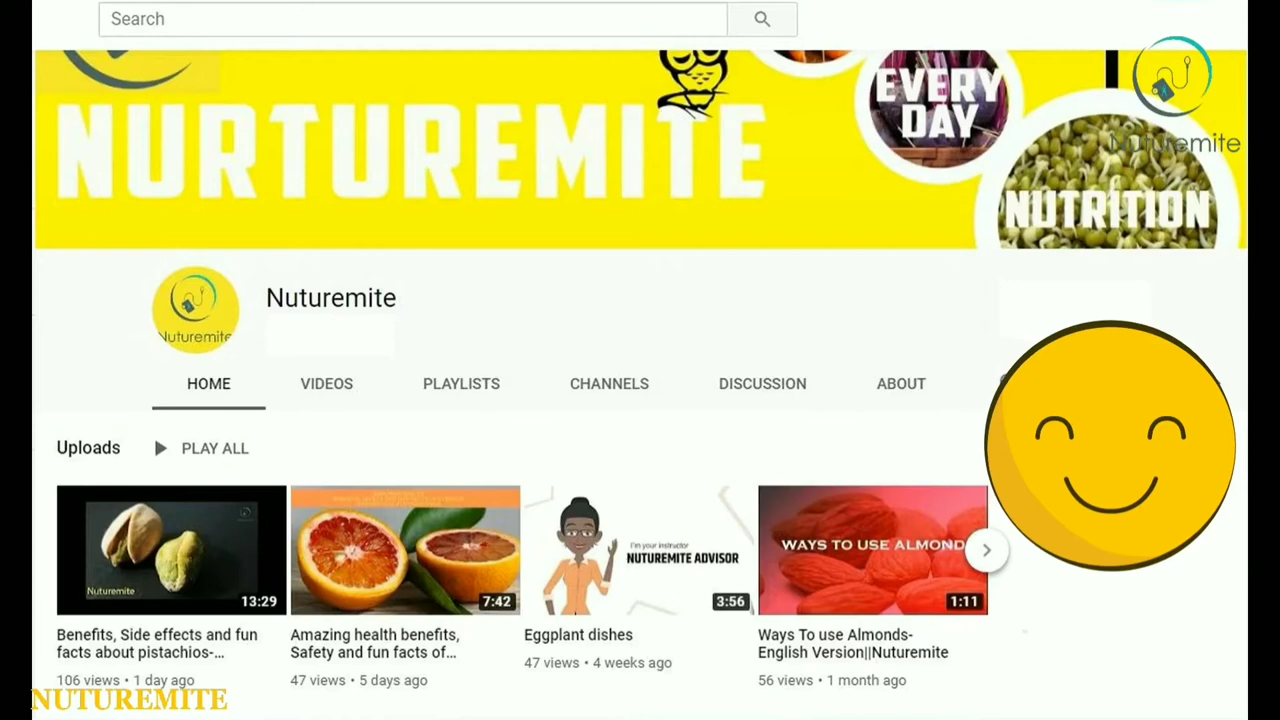 Search
NURTUREMITE
EVERY
DAY
NUTRITION
Nuturemite
Nuturemite
Nuturemite
HOME VIDEOS PLAYLISTS CHANNELS DISCUSSION ABOUT
Uploads PLAY ALL
Nuturemite
13:29
7:42
I'm your instructor
NUTUREMITE ADVISOR
3:56
WAYS TO USE ALMOND
1:11
Benefits, Side effects and fun
facts about pistachios-...
106 views • 1 day ago
Amazing health benefits,
Safety and fun facts of...
47 views • 5 days ago
Eggplant dishes
47 views • 4 weeks ago
Ways To use Almonds-
English Version||Nuturemite
56 views • 1 month ago
NUTUREMITE